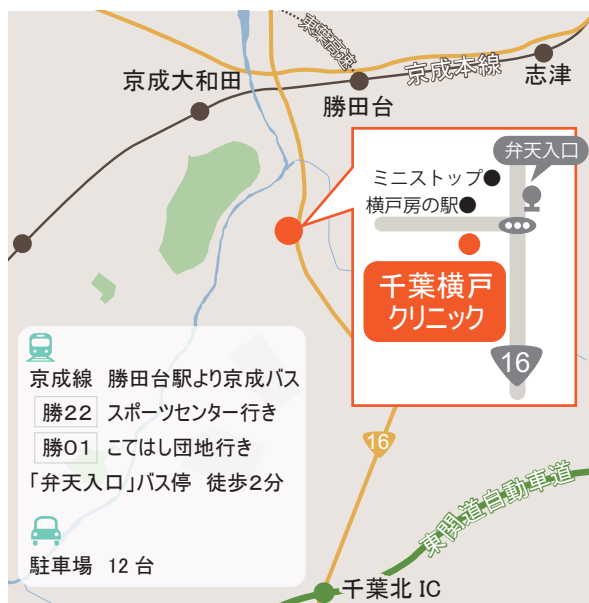 東葉高速
京成本線
京成大和田
勝田台
志津
弁天入口
ミニストップ
横戸房の駅
千葉横戸
クリニック
16
京成線 勝田台駅より京成バス
勝22 スポーツセンター行き
勝01 こてはし団地行き
「弁天入口」バス停 徒歩2分
駐車場 12台
16
東関道自動車道
千葉北 IC